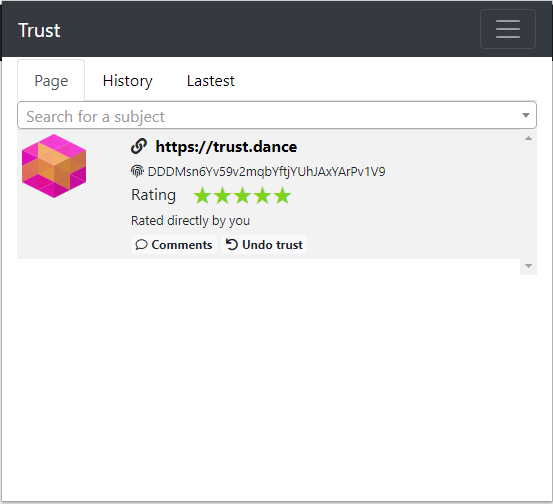 Trust
Page History Lastest
Search for a subject
https://trust.dance
DDDMsn6Yv59v2mqbYftjYUhJAxYArPv1V9
Rating
Rated directly by you
Comments Undo trust